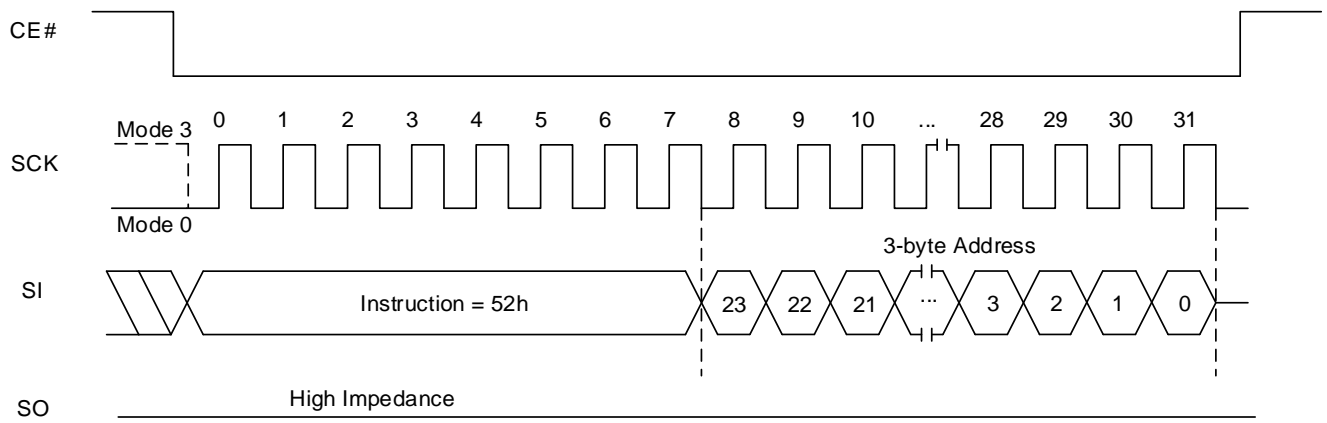 CE#
Mode 3
0 1 2 3 4 5 6 7 8 9 10 ... 28 29 30 31
SCK
Mode 0
3-byte Address
SI
Instruction = 52h
23 22 21 ... 3 2 1 0
High Impedance
SO